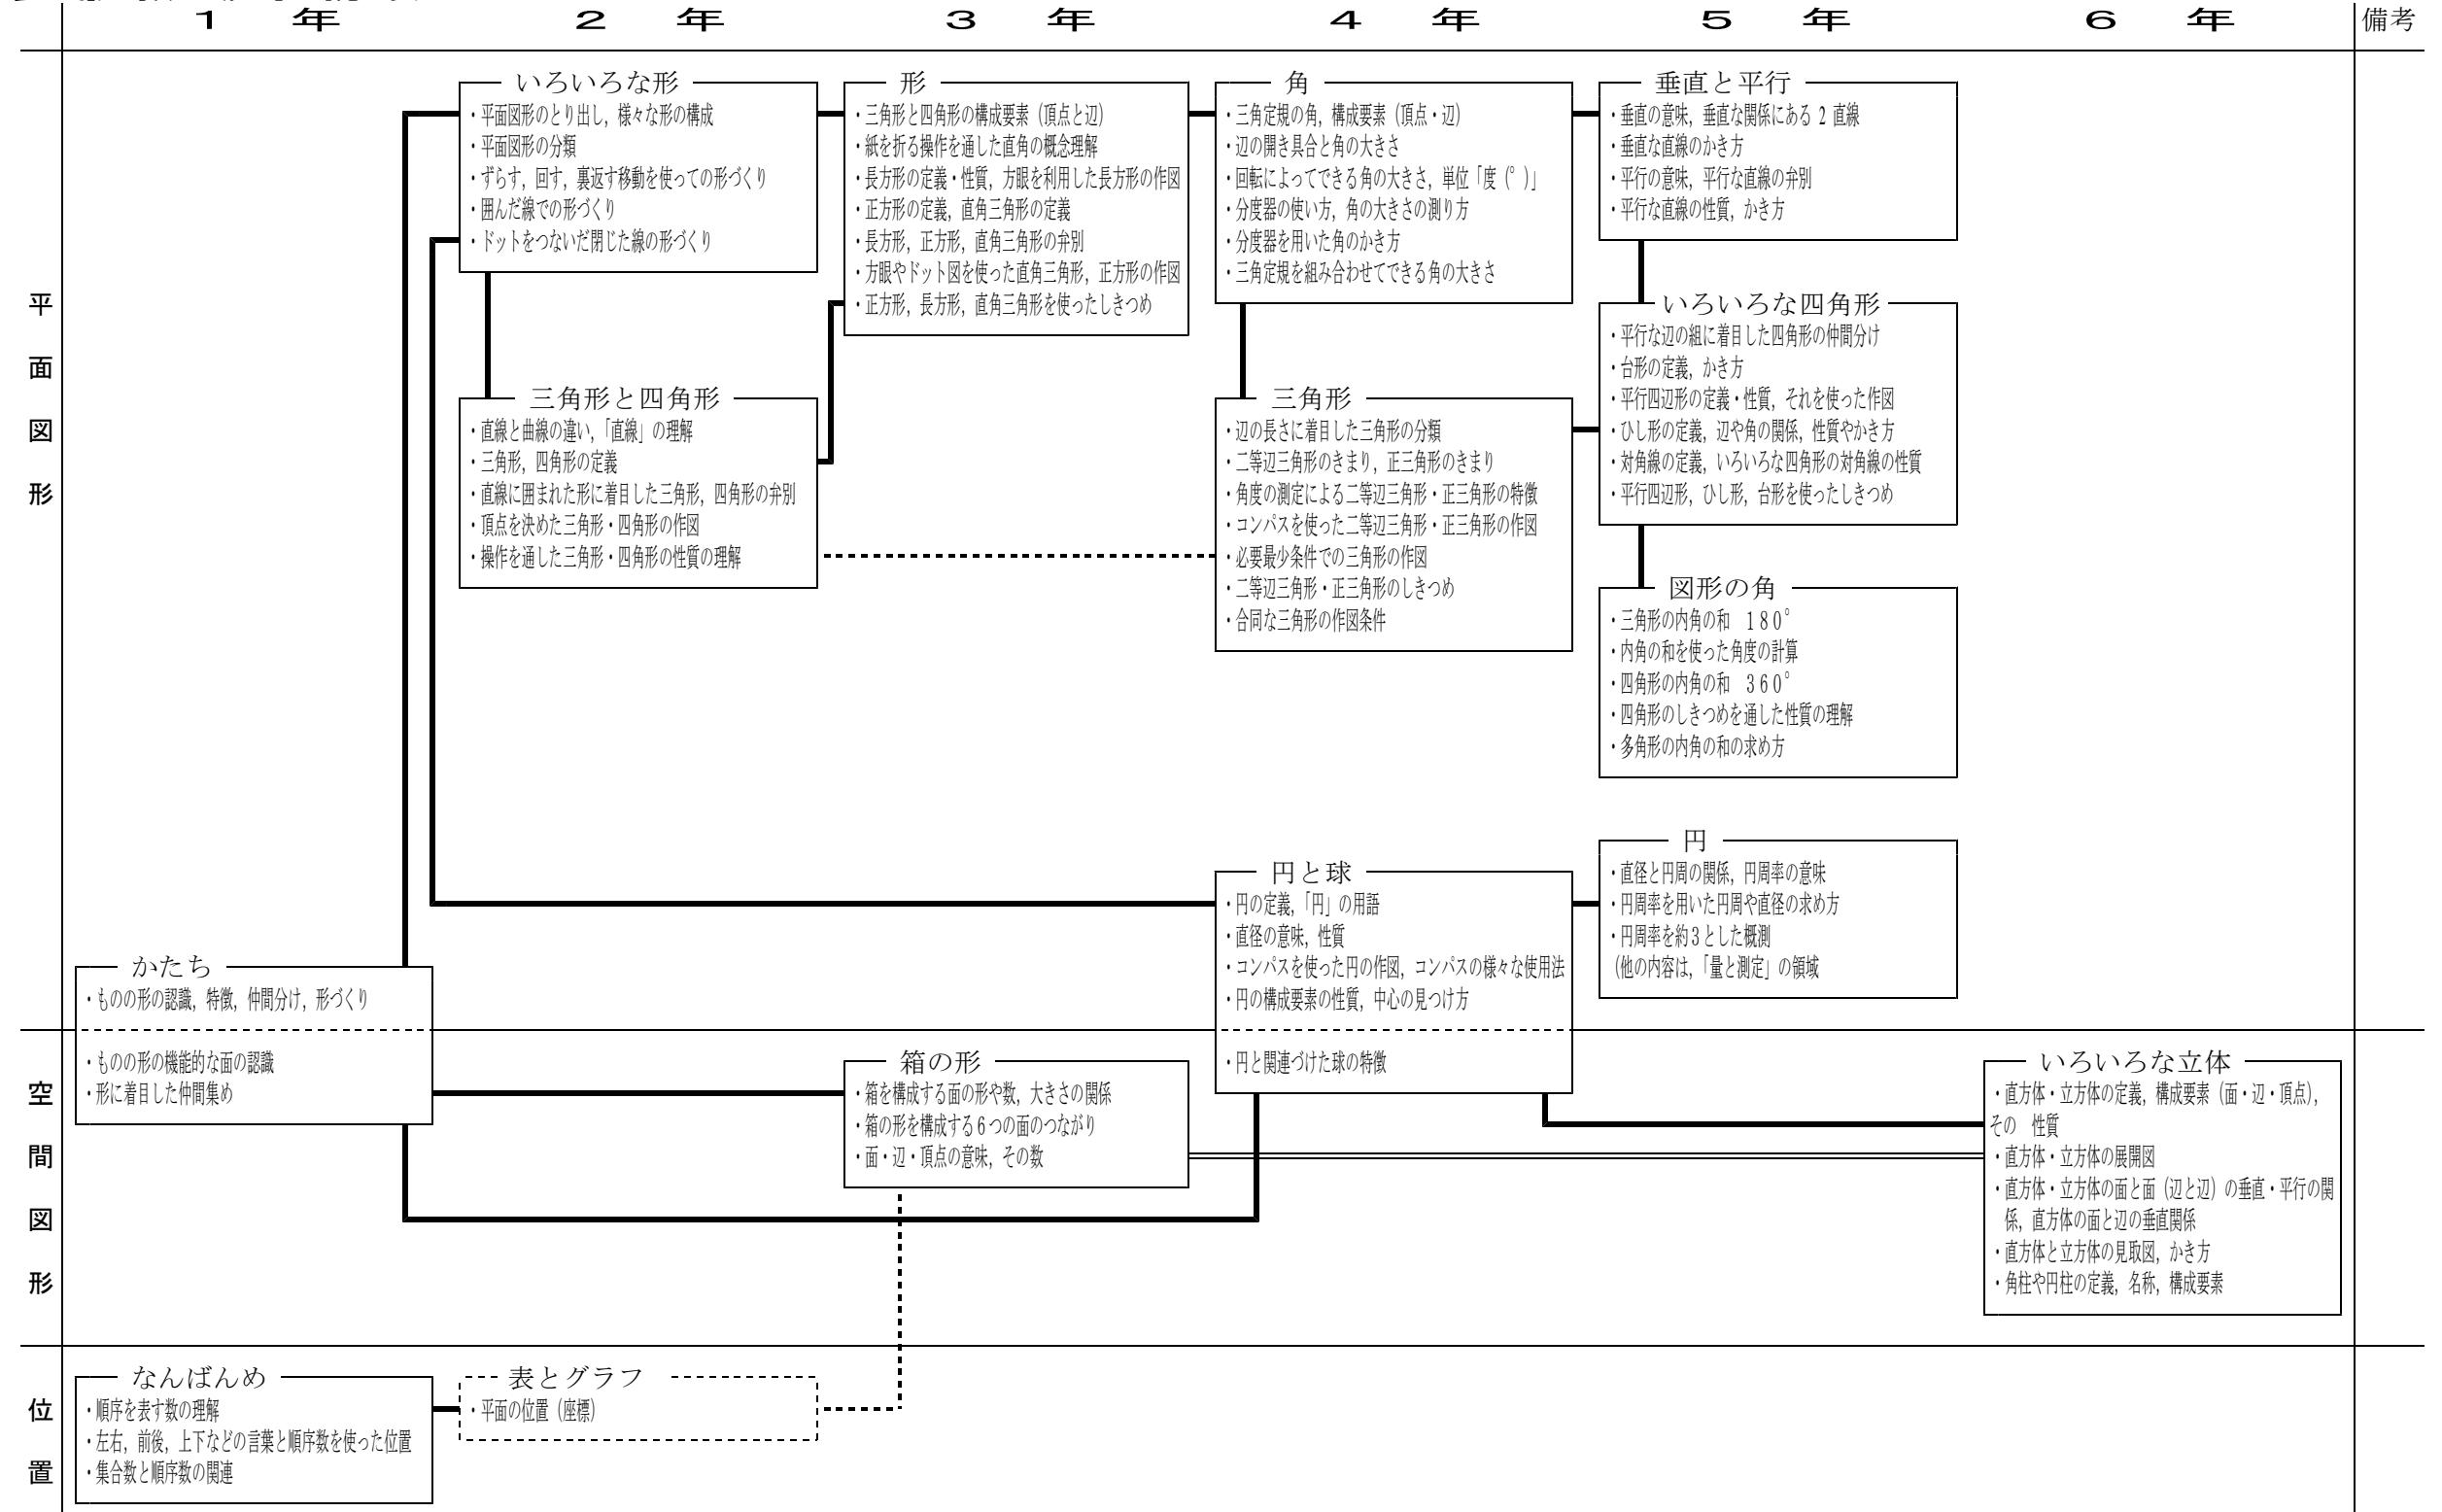 1 年 2 年 3 年 4 年 5 年 6 年 備考
平面図形
いろいろな形
・平面図形のとり出し，様々な形の構成
・平面図形の分類
・ずらす，回す，裏返す移動を使っての形づくり
・囲んだ線での形づくり
・ドットをつないだ閉じた線の形づくり
三角形と四角形
・直線と曲線の違い，「直線」の理解
・三角形，四角形の定義
・直線に囲まれた形に着目した三角形，四角形の弁別
・頂点を決めた三角形・四角形の作図
・操作を通した三角形・四角形の性質の理解
形
・三角形と四角形の構成要素（頂点と辺）
・紙を折る操作を通した直角の概念理解
・長方形の定義・性質，方眼を利用した長方形の作図
・正方形の定義，直角三角形の定義
・長方形，正方形，直角三角形の弁別
・方眼やドット図を使った直角三角形，正方形の作図
・正方形，長方形，直角三角形を使ったしきつめ
角
・三角定規の角，構成要素（頂点・辺）
・辺の開き具合と角の大きさ
・回転によってできる角の大きさ，単位「度（°）」
・分度器の使い方，角の大きさの測り方
・分度器を用いた角のかき方
・三角定規を組み合わせてできる角の大きさ
三角形
・辺の長さに着目した三角形の分類
・二等辺三角形のきまり，正三角形のきまり
・角度の測定による二等辺三角形・正三角形の特徴
・コンパスを使った二等辺三角形・正三角形の作図
・必要最少条件での三角形の作図
・二等辺三角形・正三角形のしきつめ
・合同な三角形の作図条件
垂直と平行
・垂直の意味，垂直な関係にある2直線
・垂直な直線のかき方
・平行の意味，平行な直線の弁別
・平行な直線の性質，かき方
いろいろな四角形
・平行な辺の組に着目した四角形の仲間分け
・台形の定義，かき方
・平行四辺形の定義・性質，それを使った作図
・ひし形の定義，辺や角の関係，性質やかき方
・対角線の定義，いろいろな四角形の対角線の性質
・平行四辺形，ひし形，台形を使ったしきつめ
図形の角
・三角形の内角の和　180°
・内角の和を使った角度の計算
・四角形の内角の和　360°
・四角形のしきつめを通した性質の理解
・多角形の内角の和の求め方
円と球
・円の定義，「円」の用語
・直径の意味，性質
・コンパスを使った円の作図，コンパスの様々な使用法
・円の構成要素の性質，中心の見つけ方
・円と関連づけた球の特徴
円
・直径と円周の関係，円周率の意味
・円周率を用いた円周や直径の求め方
・円周率を約3とした概測
（他の内容は，「量と測定」の領域
かたち
・ものの形の認識，特徴，仲間分け，形づくり
・ものの形の機能的な面の認識
・形に着目した仲間集め
空間図形
箱の形
・箱を構成する面の形や数，大きさの関係
・箱の形を構成する6つの面のつながり
・面・辺・頂点の意味，その数
いろいろな立体
・直方体・立方体の定義，構成要素（面・辺・頂点），
その　性質
・直方体・立方体の展開図
・直方体・立方体の面と面（辺と辺）の垂直・平行の関
係，直方体の面と辺の垂直関係
・直方体と立方体の見取図，かき方
・角柱や円柱の定義，名称，構成要素
位置
なんばんめ
・順序を表す数の理解
・左右，前後，上下などの言葉と順序数を使った位置
・集合数と順序数の関連
表とグラフ
・平面の位置（座標）